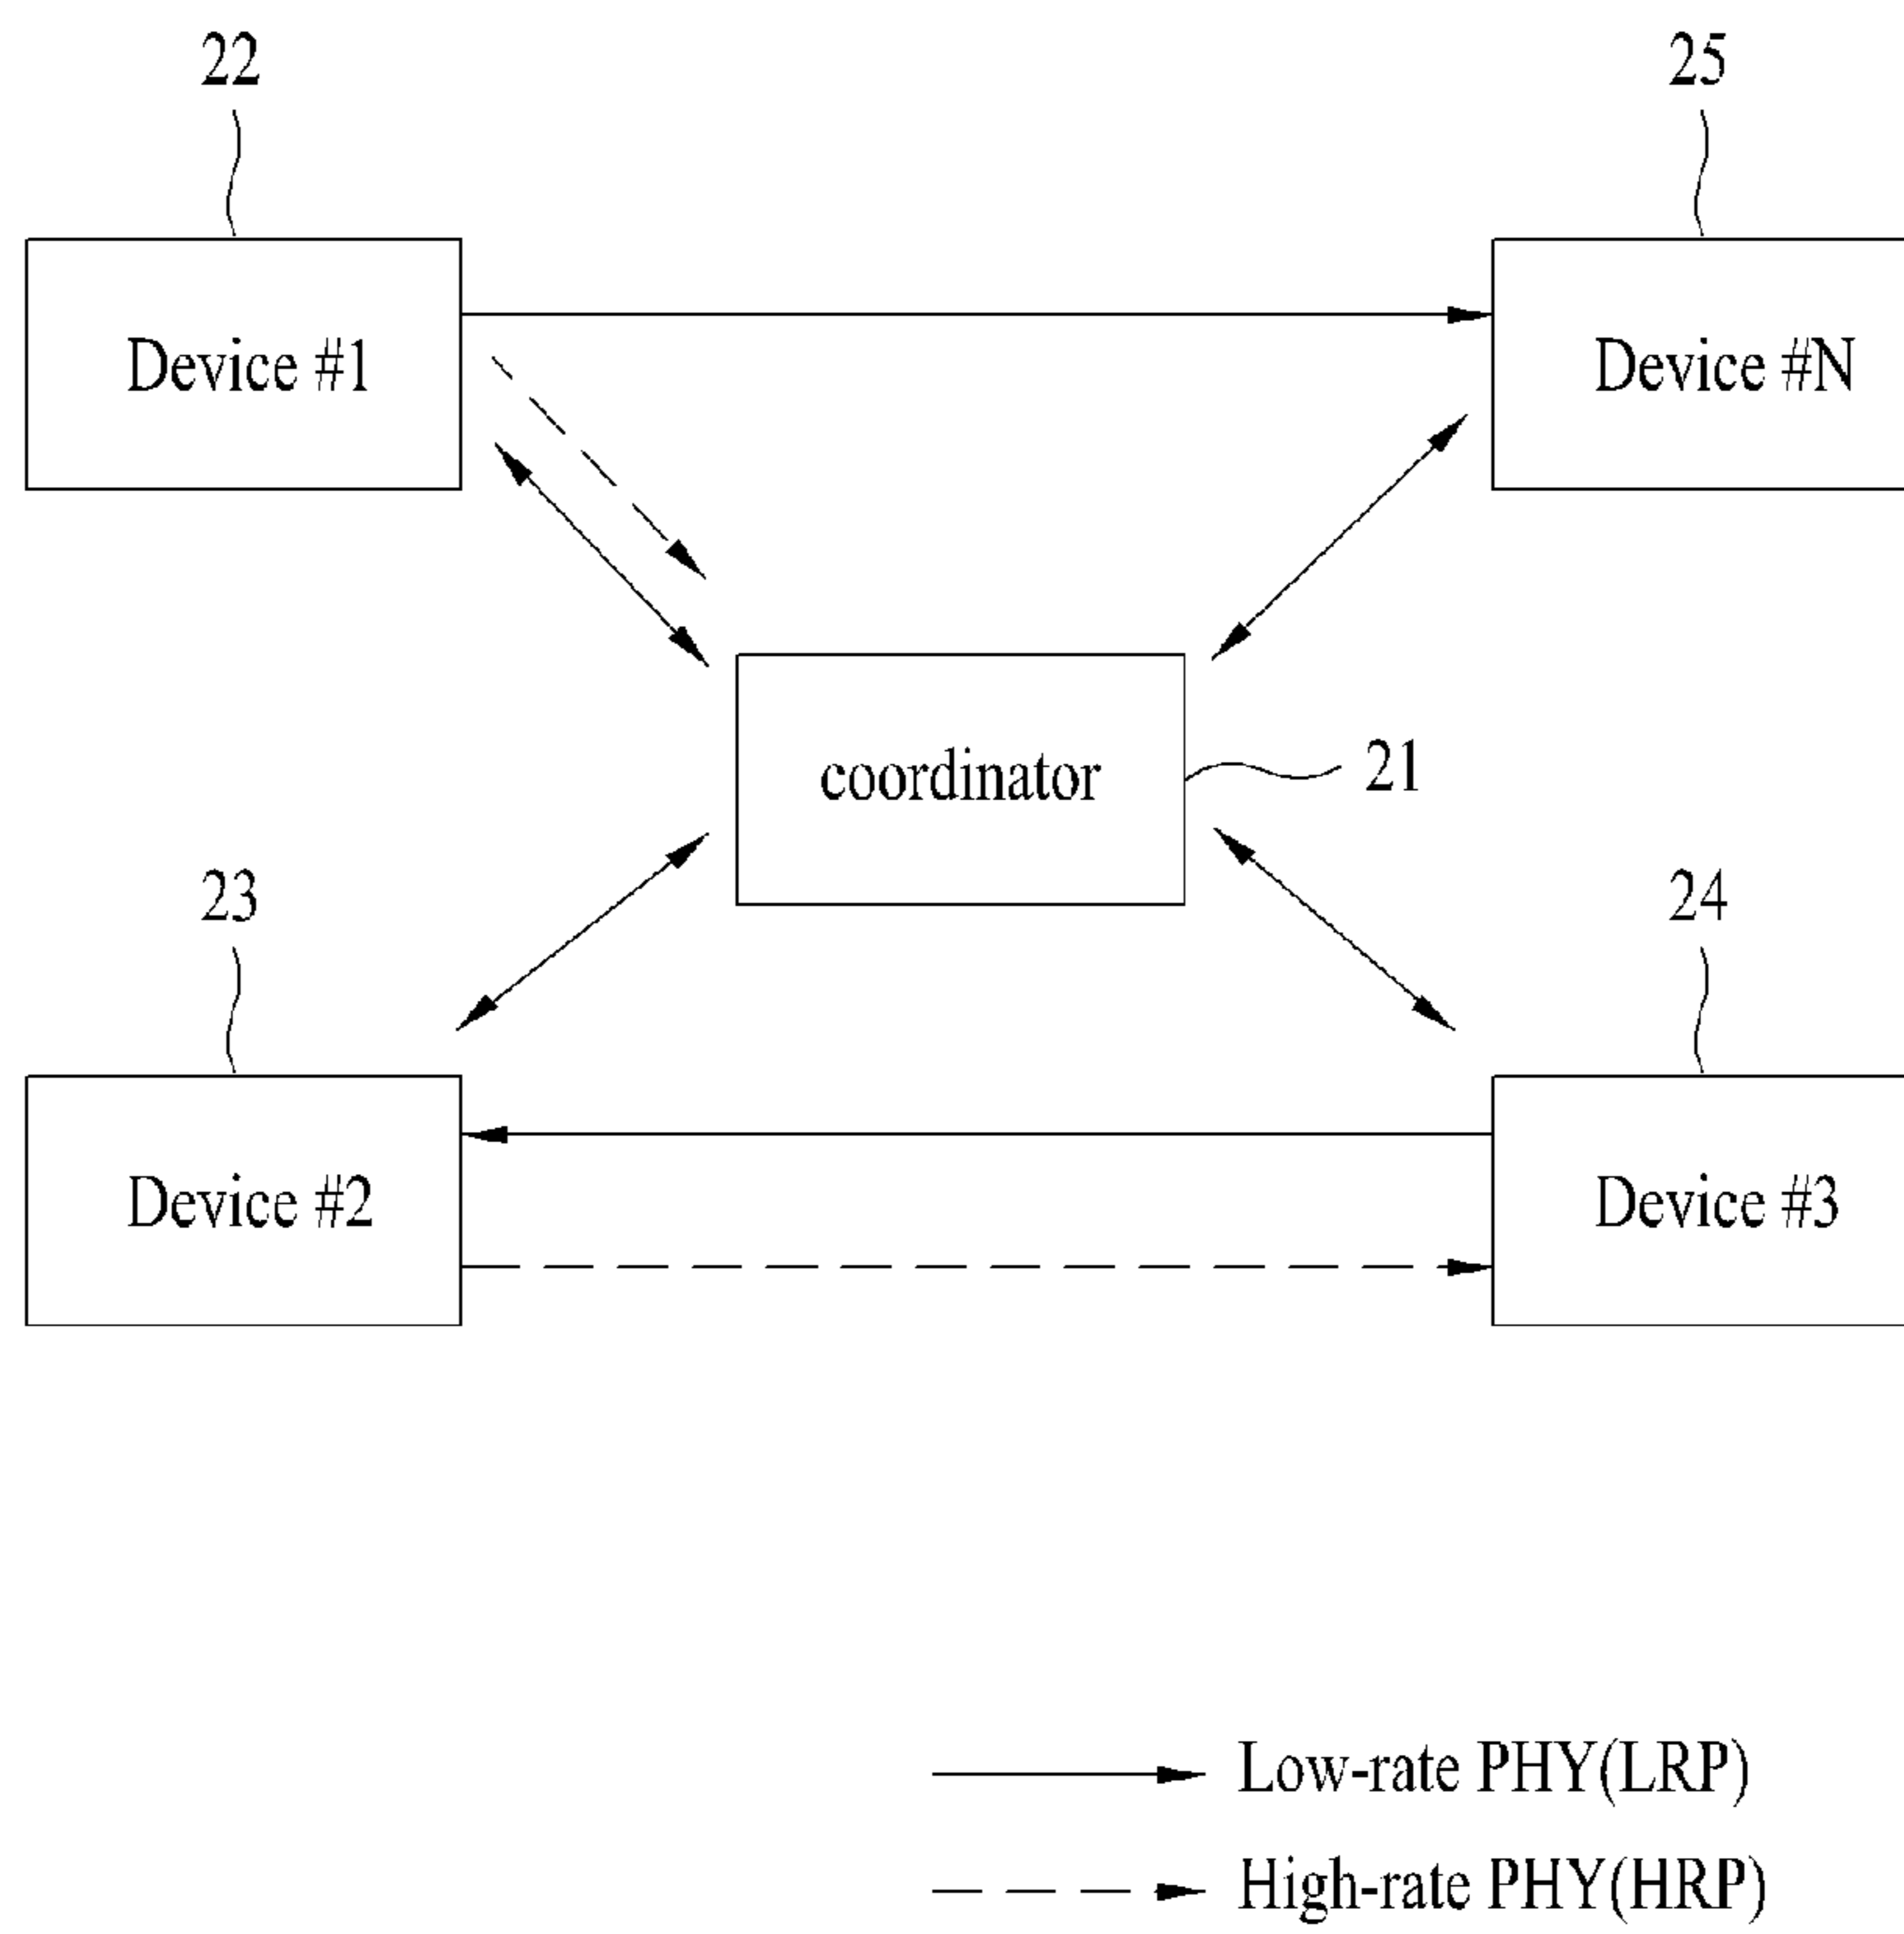 22
25
Device #1
Device #N
coordinator
21
23
24
Device #2
Device #3
Low-rate PHY(LRP)
High-rate PHY(HRP)